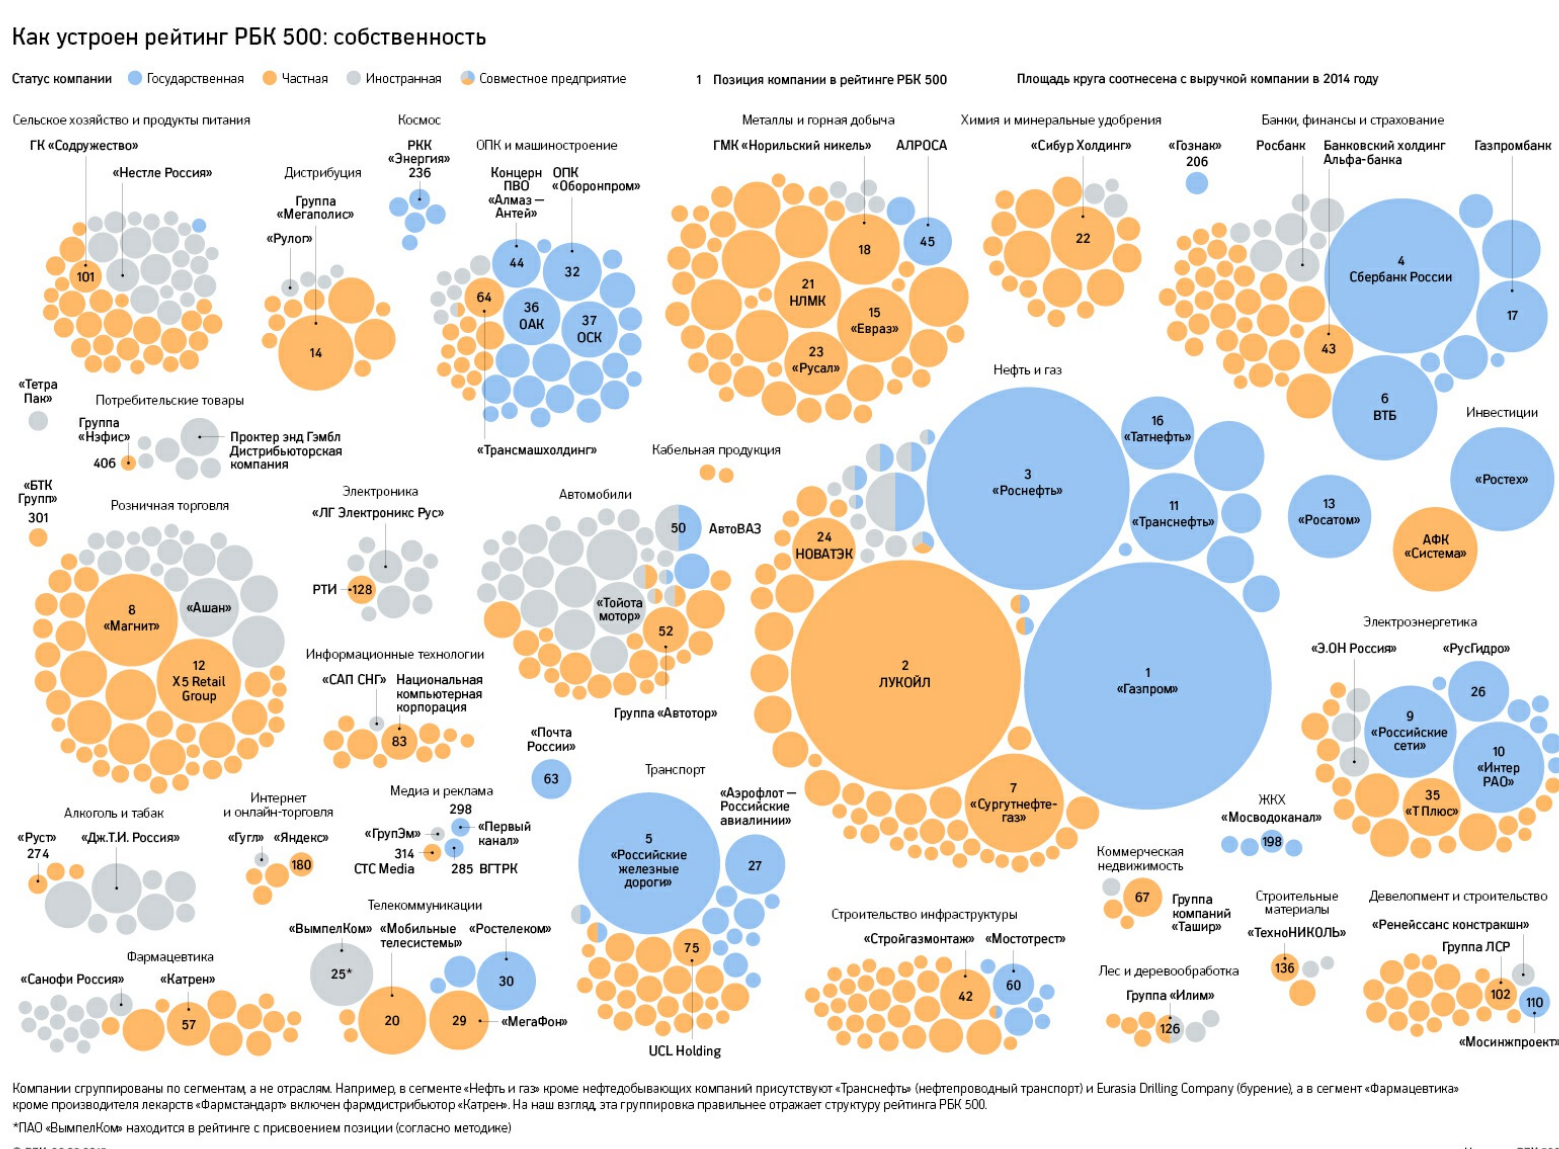 Как устроен рейтинг РБК 500: собственность
Статус компании
Государственная
Частная
Иностранная
Совместное предприятие
1 Позиция компании в рейтинге РБК 500
Площадь круга соотнесена с выручкой компании в 2014 году
Сельское хозяйство и продукты питания
ГК «Содружество»
«Нестле Россия»
101
Дистрибуция
Группа
«Мегаполис»
«Рулог»
14
Космос
РКК
«Энергия»
236
ОПК и машиностроение
Концерн
ПВО
«Алмаз —
Антей»
ОПК
«Оборонпром»
44
32
64
36
ОАК
37
ОСК
«Трансмашхолдинг»
Металлы и горная добыча
ГМК «Норильский никель»
АЛРОСА
18
45
21
НЛМК
15
«Евраз»
23
«Русал»
Химия и минеральные удобрения
«Сибур Холдинг»
22
«Гознак»
206
Банки, финансы и страхование
Росбанк
Банковский холдинг
Альфа-банка
Газпромбанк
4
Сбербанк России
17
43
6
ВТБ
«Тетра
Пак»
Потребительские товары
Группа
«Нэфис»
406
Проктер энд Гэмбл
Дистрибьюторская
компания
«БТК
Групп»
301
Розничная торговля
8
«Магнит»
«Ашан»
12
X5 Retail
Group
Электроника
«ЛГ Электроникс Рус»
РТИ
128
Информационные технологии
«САП СНГ»
Национальная
компьютерная
корпорация
83
Кабельная продукция
Автомобили
50
АвтоВАЗ
«Тойота
мотор»
52
Группа «Автотор»
Нефть и газ
3
«Роснефть»
16
«Татнефть»
11
«Транснефть»
24
НОВАТЭК
2
ЛУКОЙЛ
1
«Газпром»
7
«Сургутнефте-
газ»
Инвестиции
«Ростех»
13
«Росатом»
АФК
«Система»
Электроэнергетика
«Э.ОН Россия»
«РусГидро»
26
9
«Российские
сети»
10
«Интер
РАО»
35
«Т Плюс»
«Почта
России»
63
Транспорт
«Аэрофлот —
Российские
авиалинии»
5
«Российские
железные
дороги»
27
75
UCL Holding
Алкоголь и табак
«Руст»
274
«Дж.Т.И. Россия»
Интернет
и онлайн-торговля
«Гугл»
«Яндекс»
180
Медиа и реклама
298
«ГрупЭм»
«Первый
канал»
314
СТС Media
285 ВГТРК
Телекоммуникации
«ВымпелКом»
«Мобильные
телесистемы»
«Ростелеком»
25*
30
20
29
«МегаФон»
Фармацевтика
«Санофи Россия»
«Катрен»
57
Строительство инфраструктуры
«Стройгазмонтаж»
«Мостотрест»
42
60
Коммерческая
недвижимость
67
Группа
компаний
«Ташир»
ЖКХ
«Мосводоканал»
198
Лес и деревообработка
Группа «Илим»
126
Строительные
материалы
«ТехноНИКОЛЬ»
136
Девелопмент и строительство
«Ренейссанс констракшн»
Группа ЛСР
102
110
«Мосинжпроект»
Компании сгруппированы по сегментам, а не отраслям. Например, в сегменте «Нефть и газ» кроме нефтедобывающих компаний присутствуют «Транснефть» (нефтепроводный транспорт) и Eurasia Drilling Company (бурение), а в сегмент «Фармацевтика»
кроме производителя лекарств «Фармстандарт» включен фармдистрибьютор «Катрен». На наш взгляд, эта группировка правильнее отражает структуру рейтинга РБК 500.
*ПАО «ВымпелКом» находится в рейтинге с присвоением позиции (согласно методике)